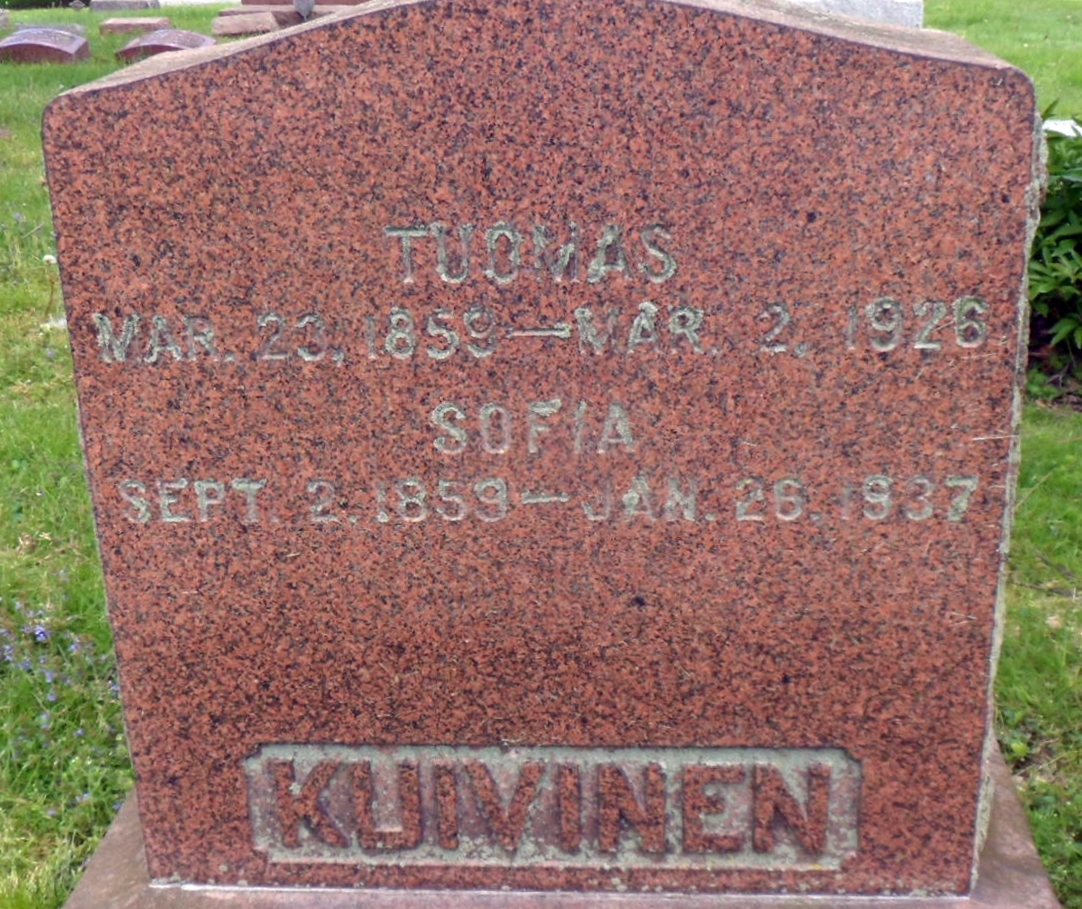 TUOMAS
MAR. 23, 1859 — MAR. 2, 1926
SOFIA
SEPT. 2, 1859 — JAN. 26, 1937
KUIVINEN